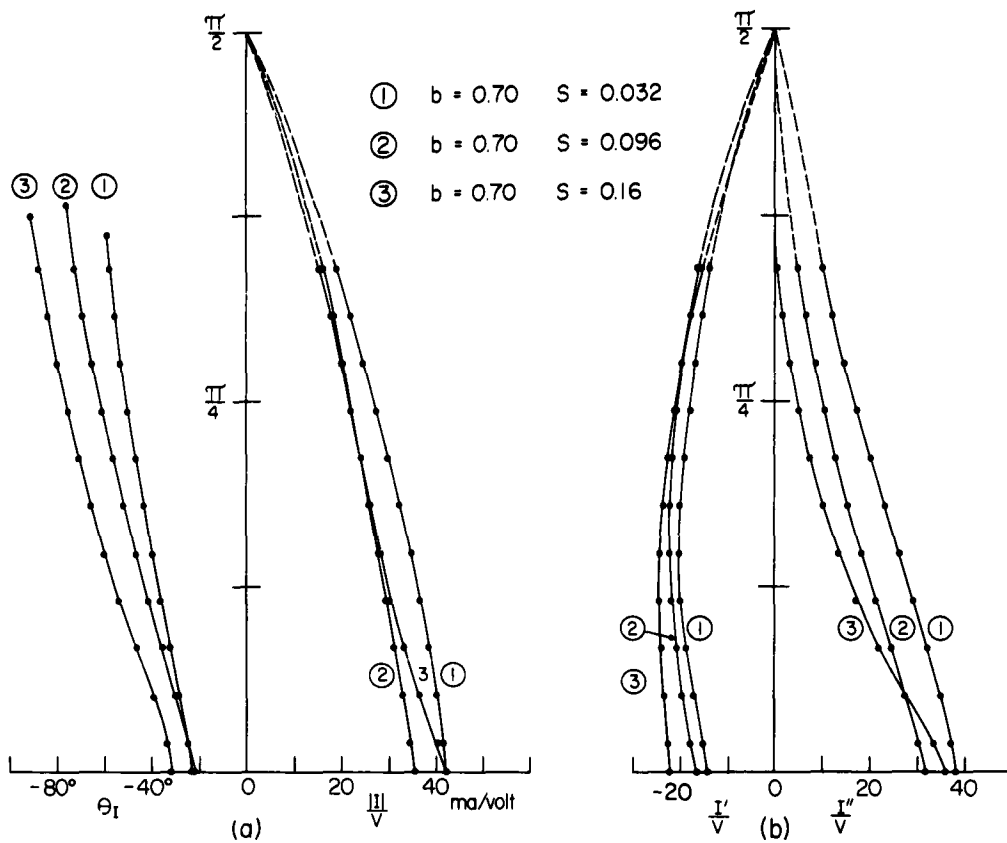 π/2
π/2
① b = 0.70 S = 0.032
② b = 0.70 S = 0.096
③ b = 0.70 S = 0.16
③ ② ①
π/4
π/4
② 3 ①
② ①
③
③ ② ①
-80° -40° 0 20 40 ma/volt
θI |I|/V
-20 0 20 40
I'/V I''/V
(a) (b)